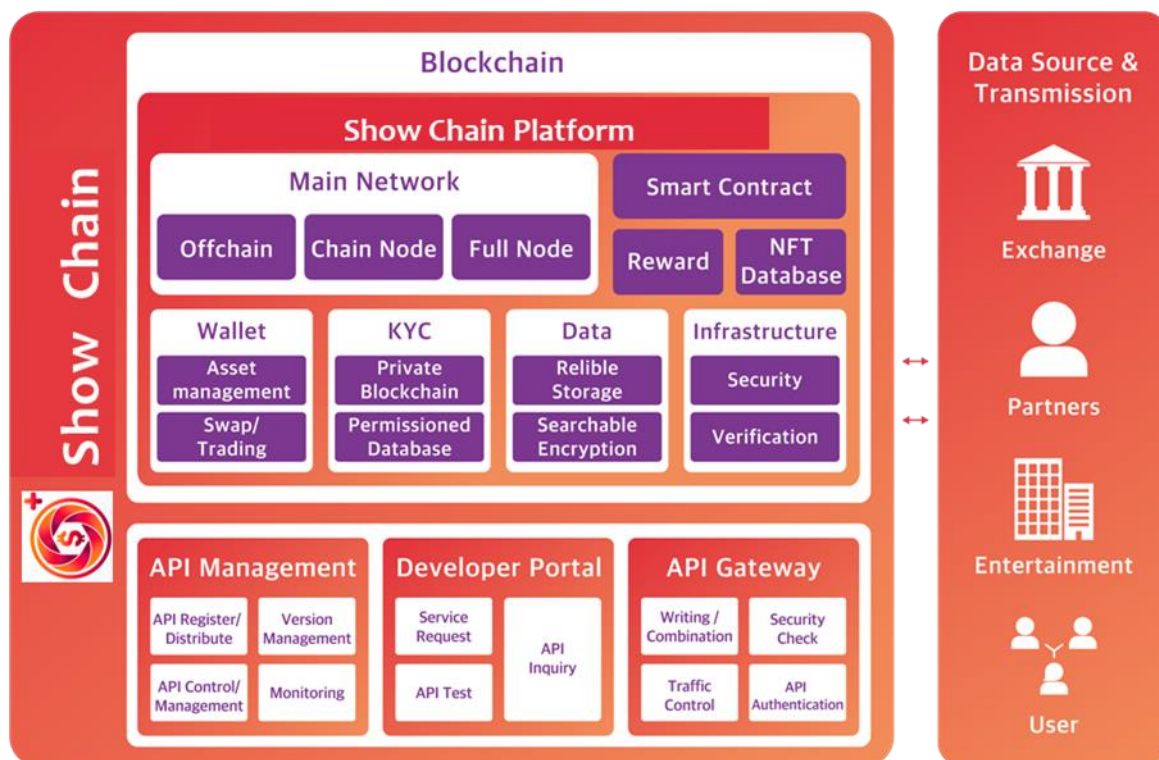 Show Chain
Blockchain
Show Chain Platform
Main Network
Offchain
Chain Node
Full Node
Smart Contract
Reward
NFT
Database
Wallet
Asset
management
Swap/
Trading
KYC
Private
Blockchain
Permissioned
Database
Data
Relible
Storage
Searchable
Encryption
Infrastructure
Security
Verification
API Management
API Register/
Distribute
Version
Management
API Control/
Management
Monitoring
Developer Portal
Service
Request
API Test
API
Inquiry
API Gateway
Writing /
Combination
Security
Check
Traffic
Control
API
Authentication
Data Source &
Transmission
Exchange
Partners
Entertainment
User